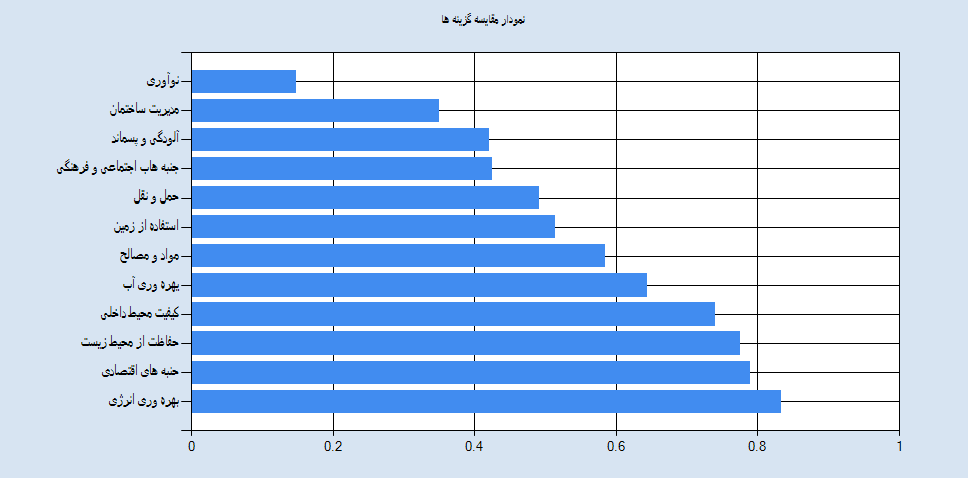 نمودار مقایسه گزینه ها
نوآوری
مدیریت ساختمان
آلودگی و پسماند
جنبه هاب اجتماعی و فرهنگی
حمل و نقل
استفاده از زمین
مواد و مصالح
بهره وری آب
کیفیت محیط داخلی
حفاظت از محیط زیست
جنبه های اقتصادی
بهره وری انرژی
0 0.2 0.4 0.6 0.8 1